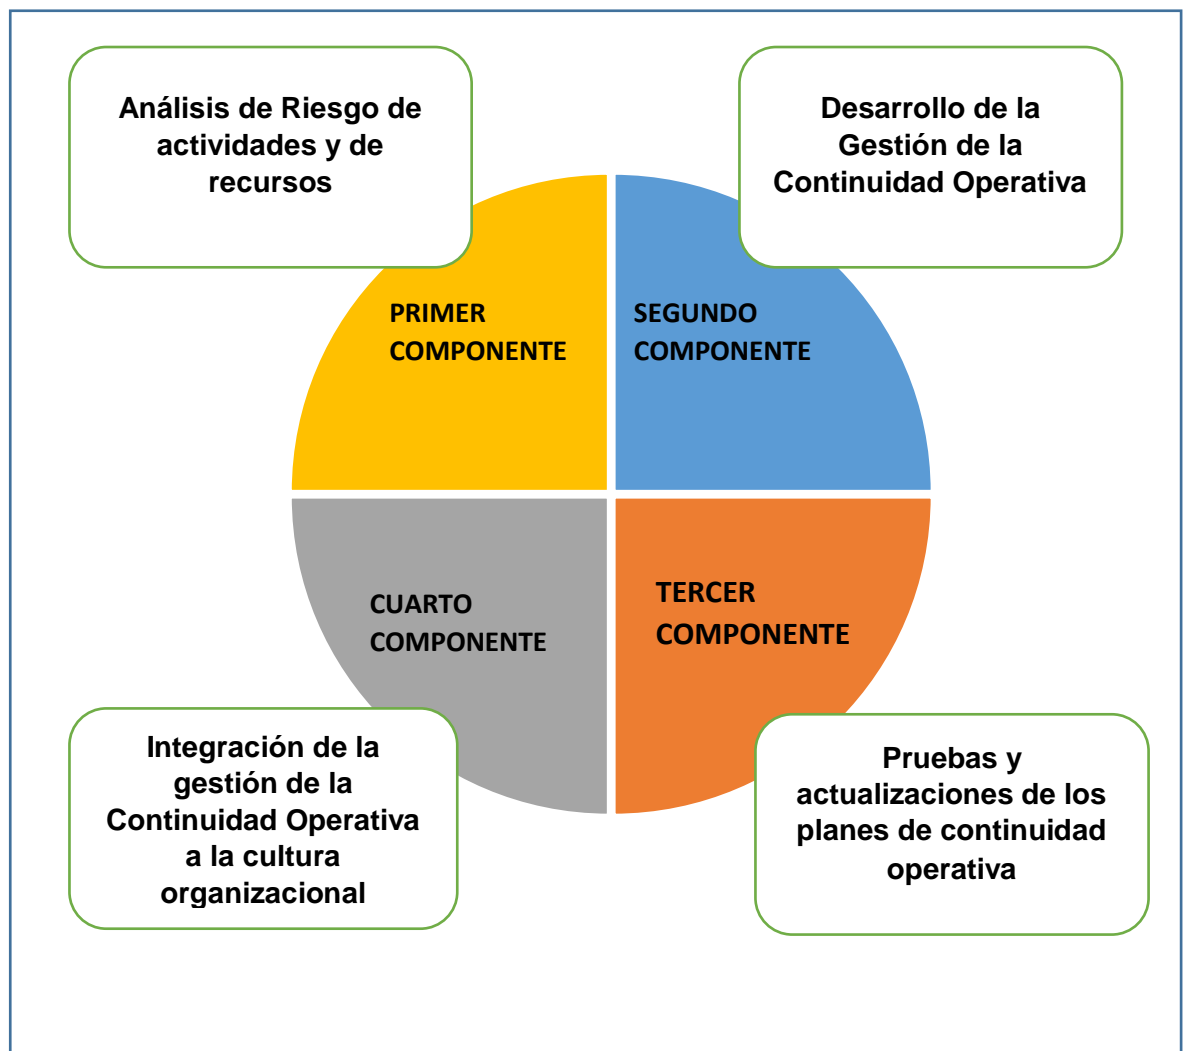 Análisis de Riesgo de
actividades y de
recursos
Desarrollo de la
Gestión de la
Continuidad Operativa
PRIMER
COMPONENTE
SEGUNDO
COMPONENTE
CUARTO
COMPONENTE
TERCER
COMPONENTE
Integración de la
gestión de la
Continuidad Operativa
a la cultura
organizacional
Pruebas y
actualizaciones de los
planes de continuidad
operativa